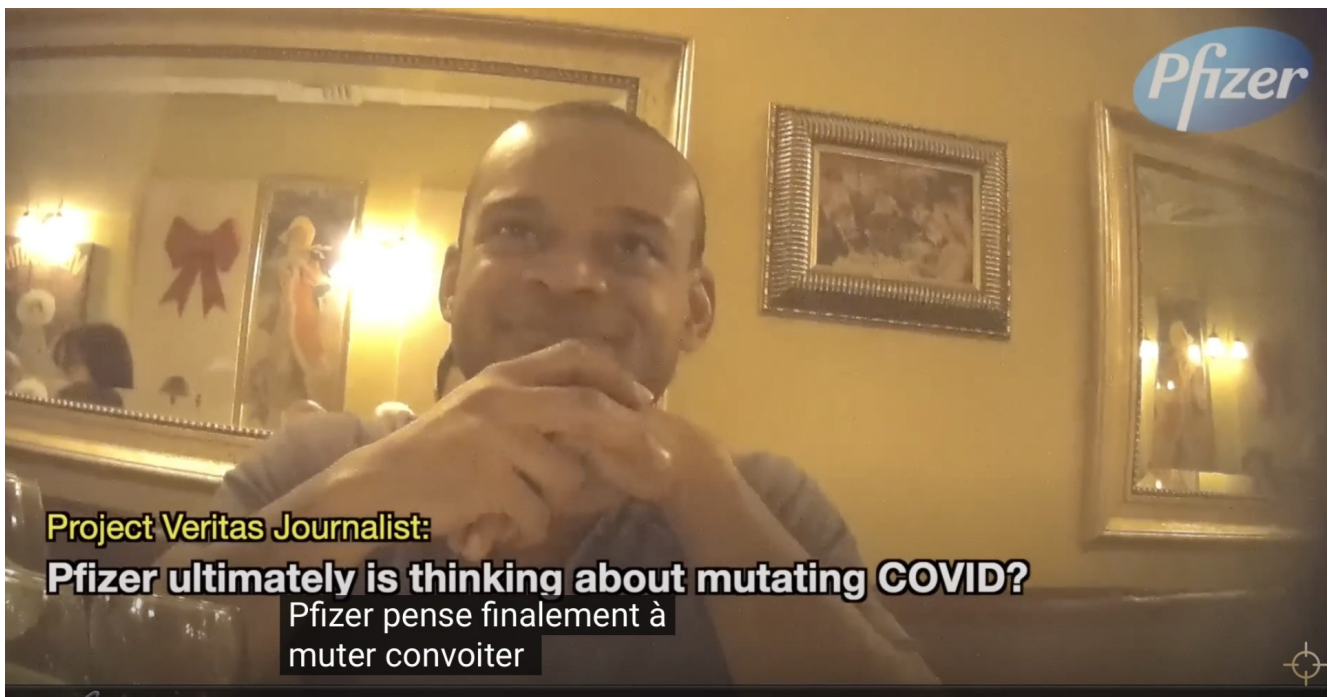 Pfizer
Project Veritas Journalist:
Pfizer ultimately is thinking about mutating COVID?
Pfizer pense finalement à
muter convoiter